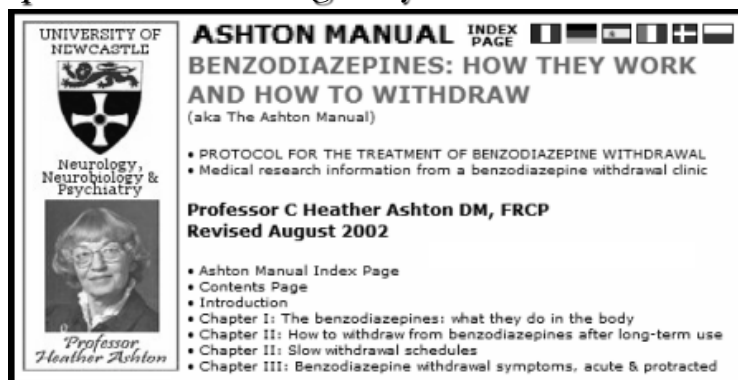 UNIVERSITY OF
NEWCASTLE
Neurology,
Neurobiology &
Psychiatry
Professor
Heather Ashton
ASHTON MANUAL INDEX
PAGE
BENZODIAZEPINES: HOW THEY WORK
AND HOW TO WITHDRAW
(aka The Ashton Manual)
• PROTOCOL FOR THE TREATMENT OF BENZODIAZEPINE WITHDRAWAL
• Medical research information from a benzodiazepine withdrawal clinic
Professor C Heather Ashton DM, FRCP
Revised August 2002
• Ashton Manual Index Page
• Contents Page
• Introduction
• Chapter I: The benzodiazepines: what they do in the body
• Chapter II: How to withdraw from benzodiazepines after long-term use
• Chapter II: Slow withdrawal schedules
• Chapter III: Benzodiazepine withdrawal symptoms, acute & protracted